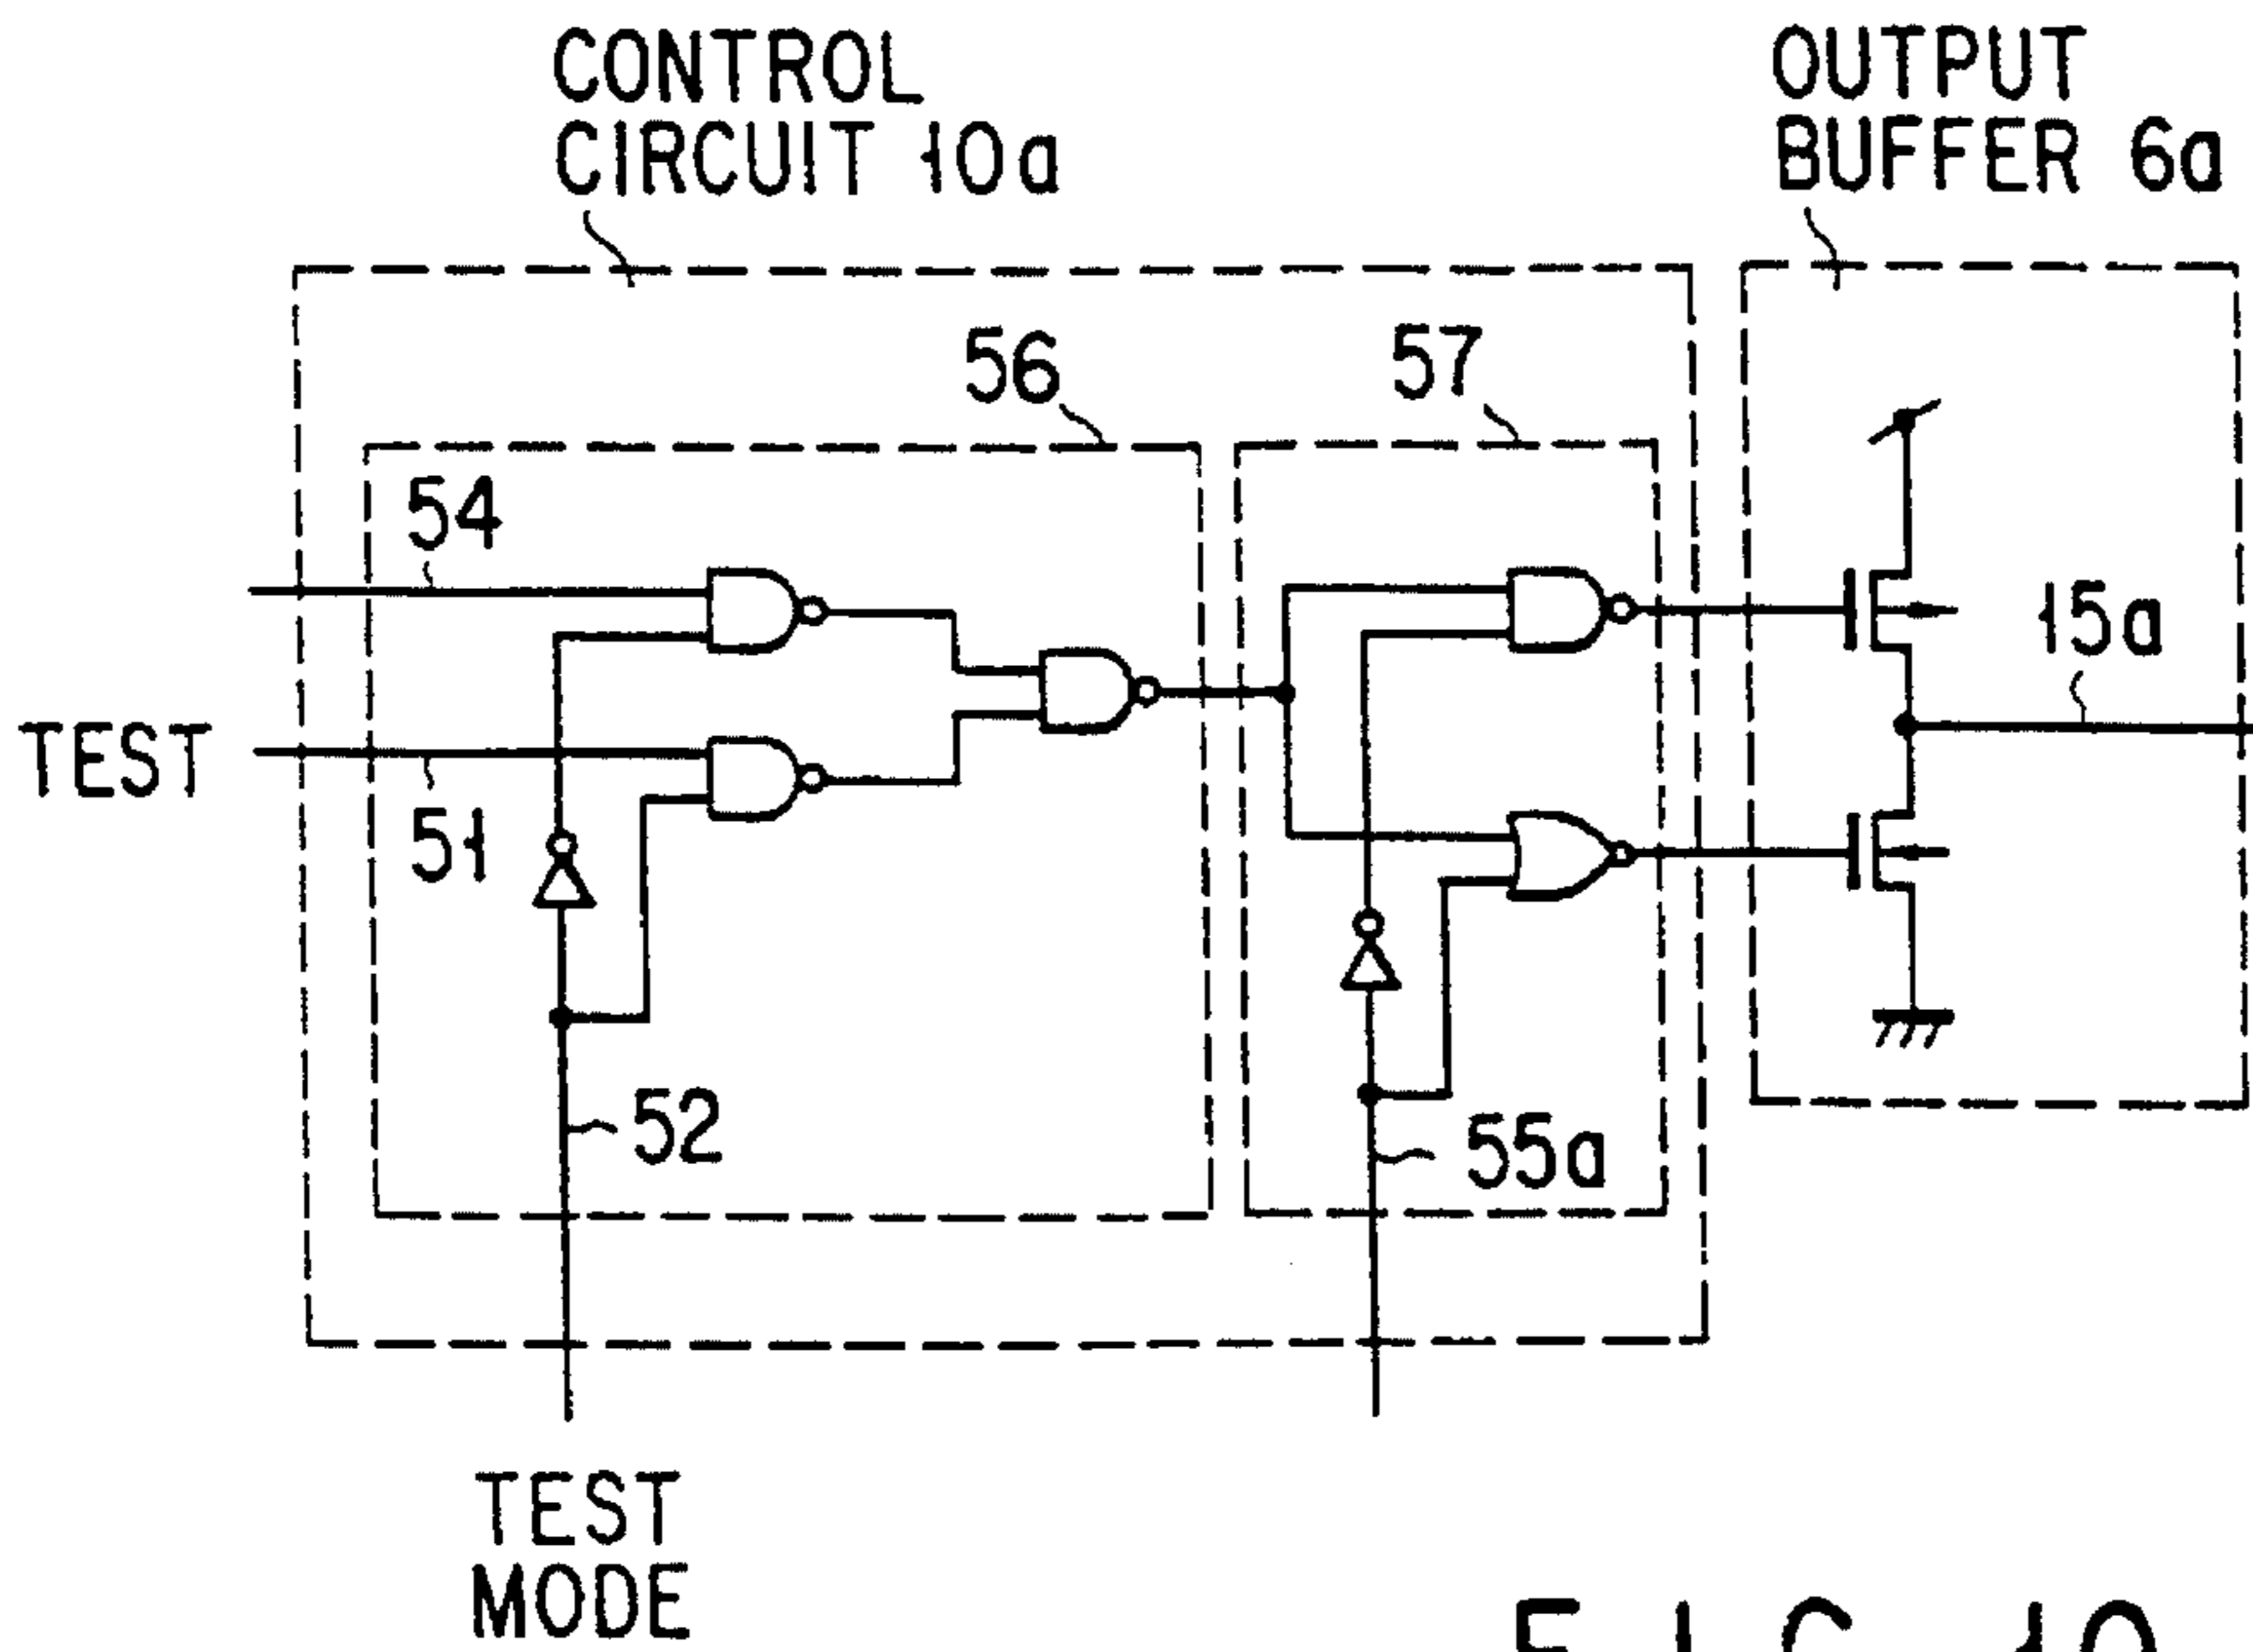 CONTROL
CIRCUIT 10a
OUTPUT
BUFFER 6a
56
57
54
15a
TEST
51
52
55a
TEST
MODE